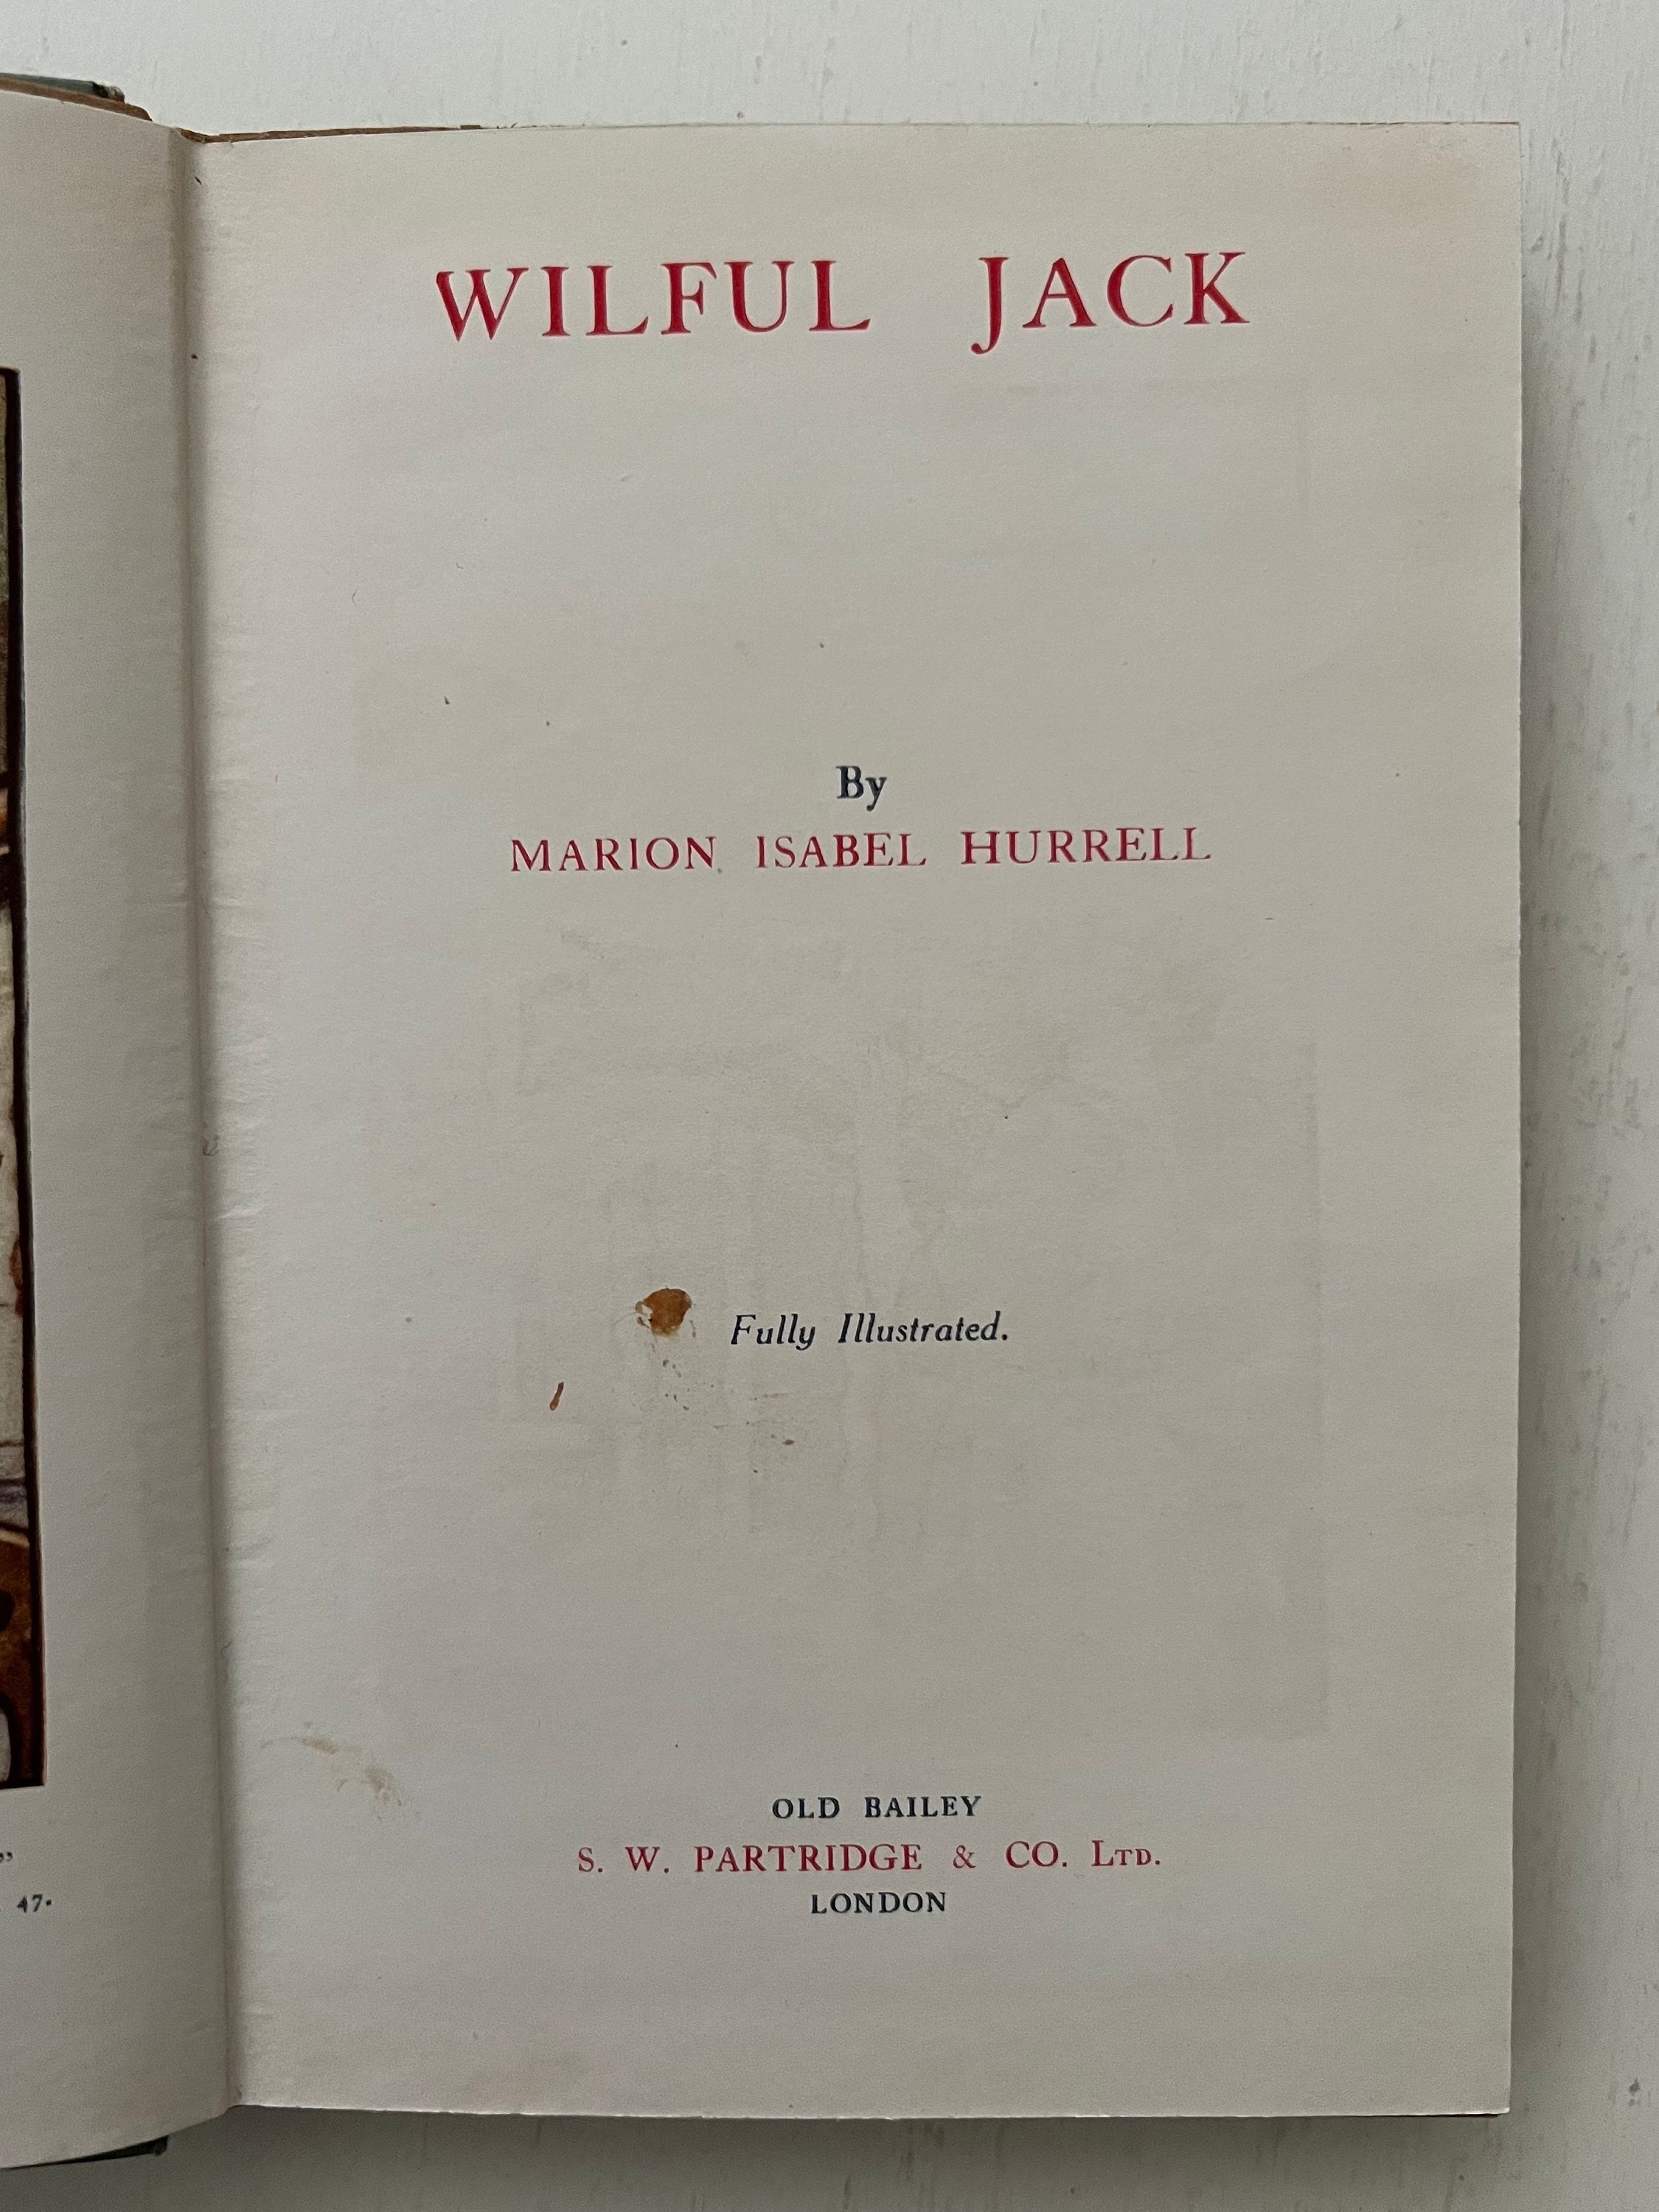 WILFUL JACK
By
MARION ISABEL HURRELL
Fully Illustrated.
OLD BAILEY
S. W. PARTRIDGE & CO. LTD.
LONDON
”
47.